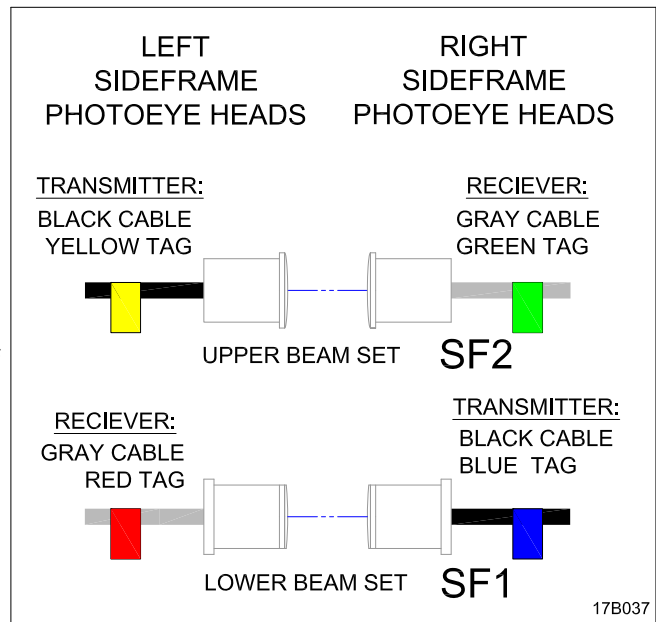 LEFT
SIDEFRAME
PHOTOEYE HEADS
RIGHT
SIDEFRAME
PHOTOEYE HEADS
TRANSMITTER:
BLACK CABLE
YELLOW TAG
RECIEVER:
GRAY CABLE
GREEN TAG
UPPER BEAM SET SF2
RECIEVER:
GRAY CABLE
RED TAG
TRANSMITTER:
BLACK CABLE
BLUE TAG
LOWER BEAM SET SF1
17B037